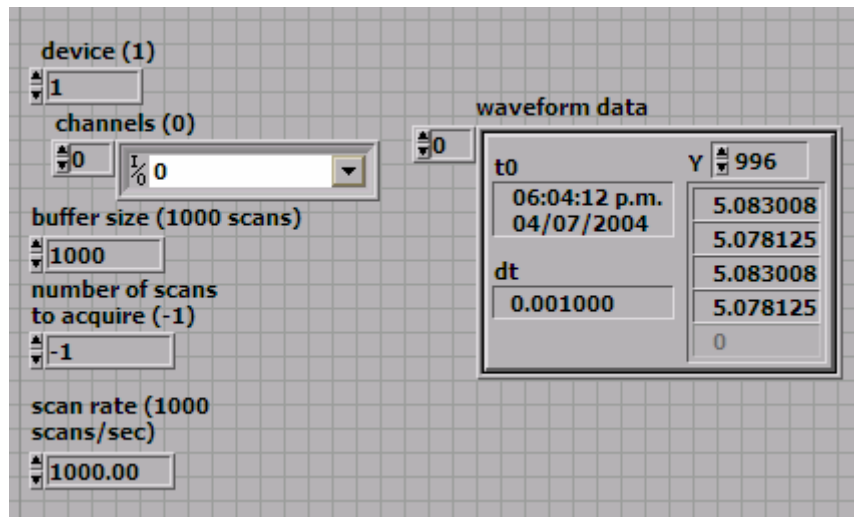 device (1)
1
channels (0)
0
I/0 0
buffer size (1000 scans)
1000
number of scans
to acquire (-1)
-1
scan rate (1000
scans/sec)
1000.00
waveform data
0
t0
06:04:12 p.m.
04/07/2004
dt
0.001000
Y 996
5.083008
5.078125
5.083008
5.078125
0